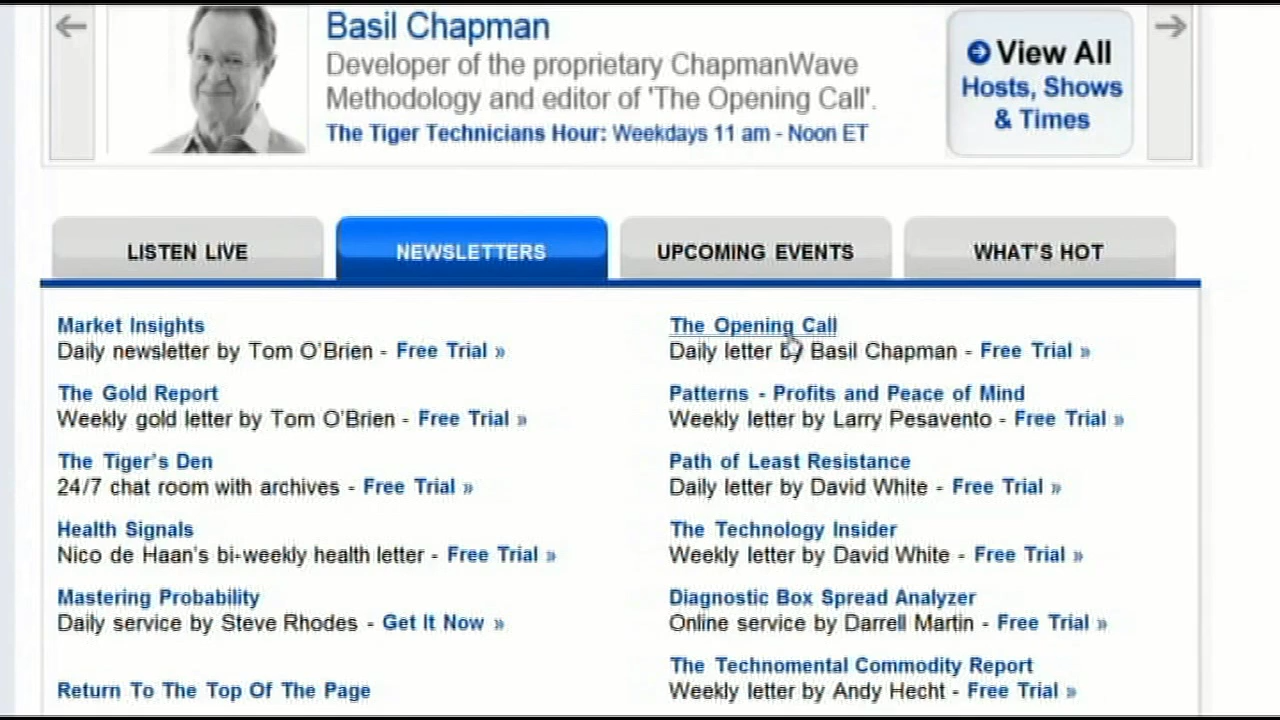 Basil Chapman
Developer of the proprietary ChapmanWave
Methodology and editor of 'The Opening Call'.
The Tiger Technicians Hour: Weekdays 11 am - Noon ET
View All
Hosts, Shows
& Times
LISTEN LIVE
NEWSLETTERS
UPCOMING EVENTS
WHAT'S HOT
Market Insights
Daily newsletter by Tom O'Brien - Free Trial »
The Gold Report
Weekly gold letter by Tom O'Brien - Free Trial »
The Tiger's Den
24/7 chat room with archives - Free Trial »
Health Signals
Nico de Haan's bi-weekly health letter - Free Trial »
Mastering Probability
Daily service by Steve Rhodes - Get It Now »
Return To The Top Of The Page
The Opening Call
Daily letter by Basil Chapman - Free Trial »
Patterns - Profits and Peace of Mind
Weekly letter by Larry Pesavento - Free Trial »
Path of Least Resistance
Daily letter by David White - Free Trial »
The Technology Insider
Weekly letter by David White - Free Trial »
Diagnostic Box Spread Analyzer
Online service by Darrell Martin - Free Trial »
The Technomental Commodity Report
Weekly letter by Andy Hecht - Free Trial »